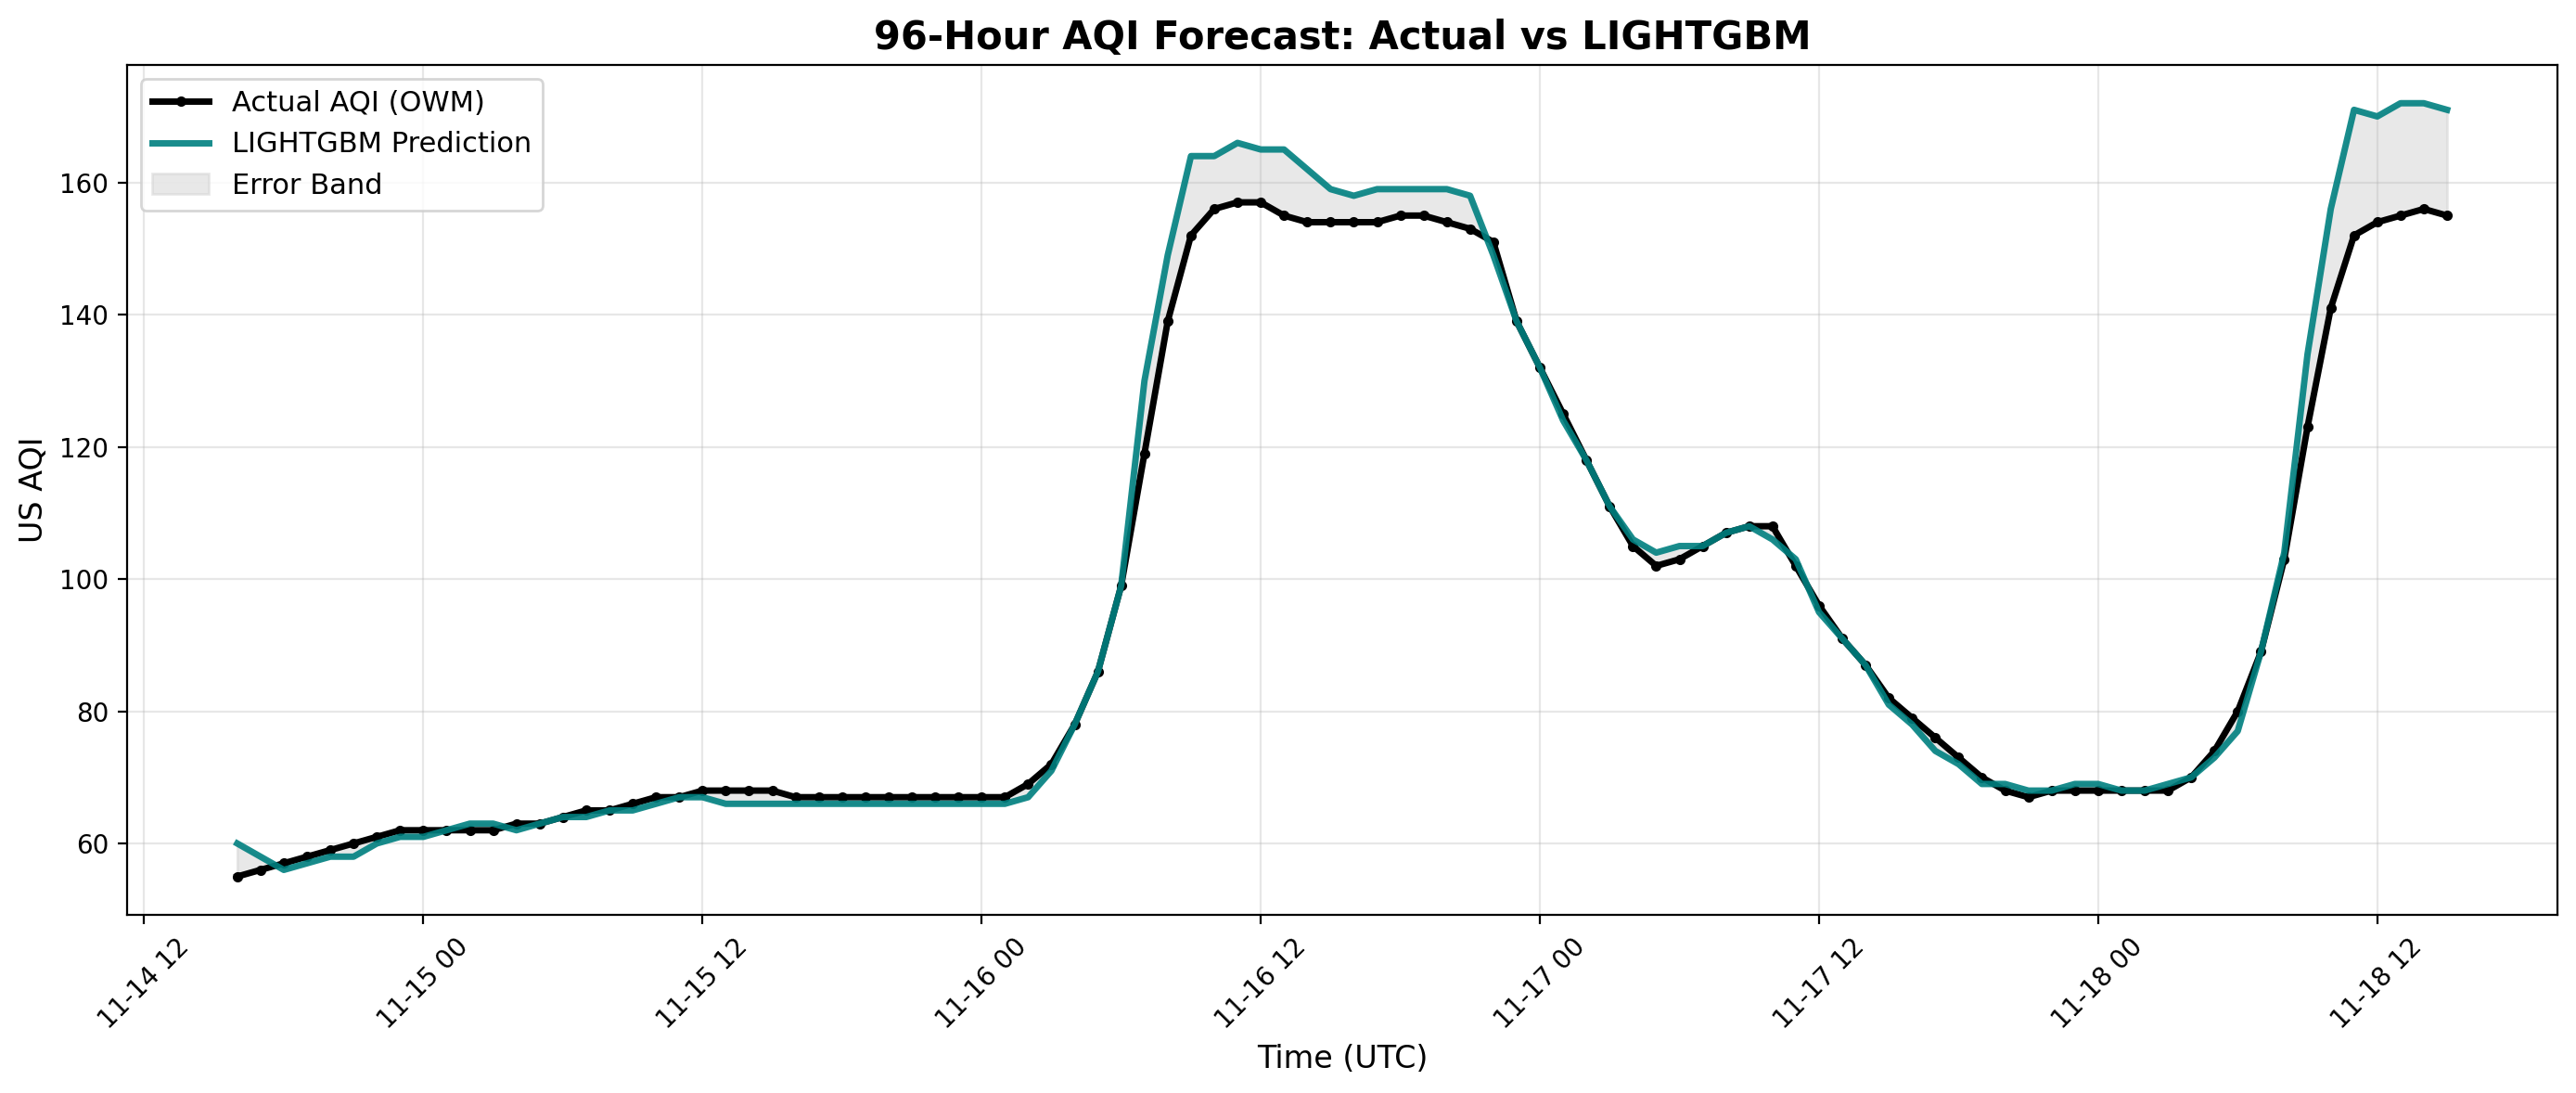 96-Hour AQI Forecast: Actual vs LIGHTGBM
Actual AQI (OWM)
LIGHTGBM Prediction
Error Band
US AQI
160
140
120
100
80
60
11-14 12
11-15 00
11-15 12
11-16 00
11-16 12
11-17 00
11-17 12
11-18 00
11-18 12
Time (UTC)